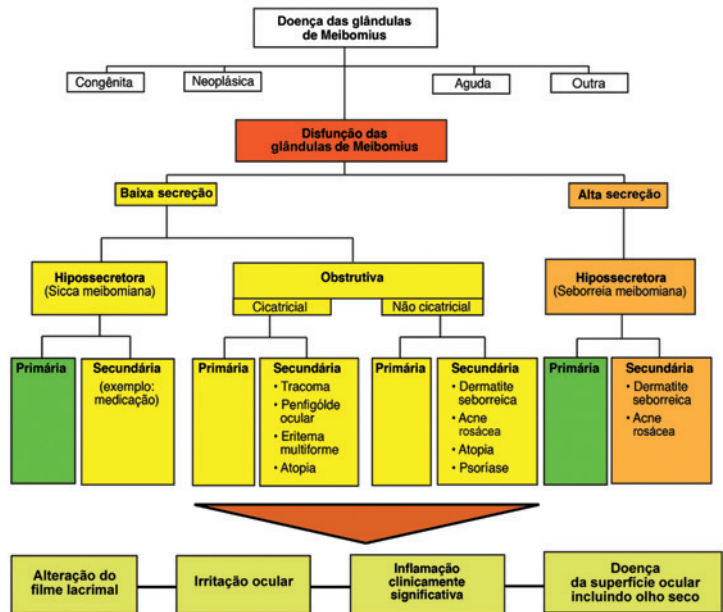 Doença das glândulas
de Meibomius
Congênita
Neoplásica
Aguda
Outra
Disfunção das
glândulas de Meibomius
Baixa secreção
Alta secreção
Hipossecretora
(Sicca meibomiana)
Obstrutiva
Cicatricial
Não cicatricial
Hipossecretora
(Seborreia meibomiana)
Primária
Secundária
(exemplo:
medicação)
Primária
Secundária
• Tracoma
• Penfigólde
ocular
• Eritema
multiforme
• Atopia
Primária
Secundária
• Dermatite
seborreica
• Acne
rosácea
• Atopia
• Psoríase
Primária
Secundária
• Dermatite
seborreica
• Acne
rosácea
Alteração do
filme lacrimal
Irritação ocular
Inflamação
clinicamente
significativa
Doença
da superfície ocular
incluindo olho seco